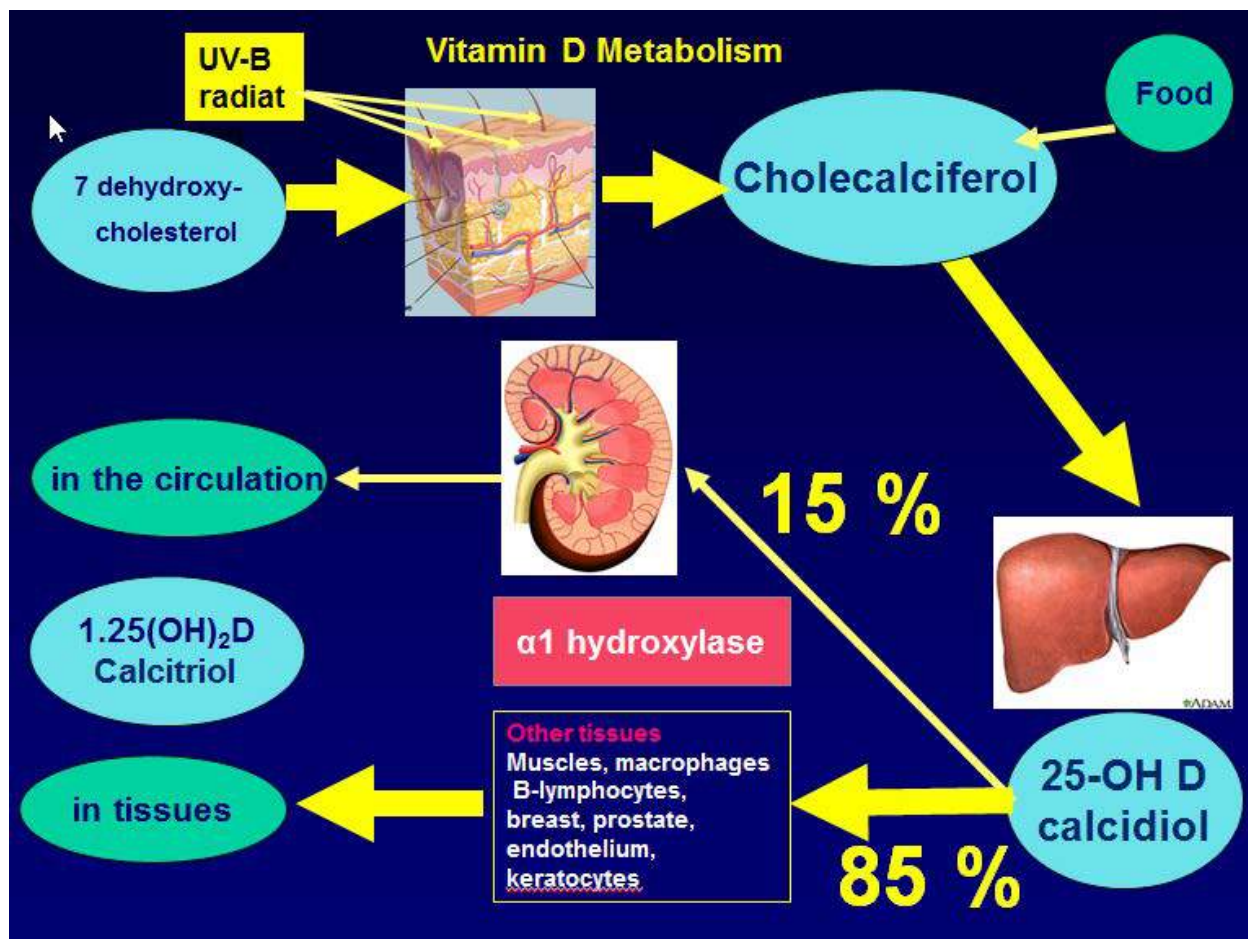 Vitamin D Metabolism
UV-B
radiat
Food
7 dehydroxy-
cholesterol
Cholecalciferol
in the circulation
15 %
1.25(OH)₂D
Calcitriol
α1 hydroxylase
ADAM
Other tissues
Muscles, macrophages
B-lymphocytes,
breast, prostate,
endothelium,
keratocytes
in tissues
25-OH D
calcidiol
85 %